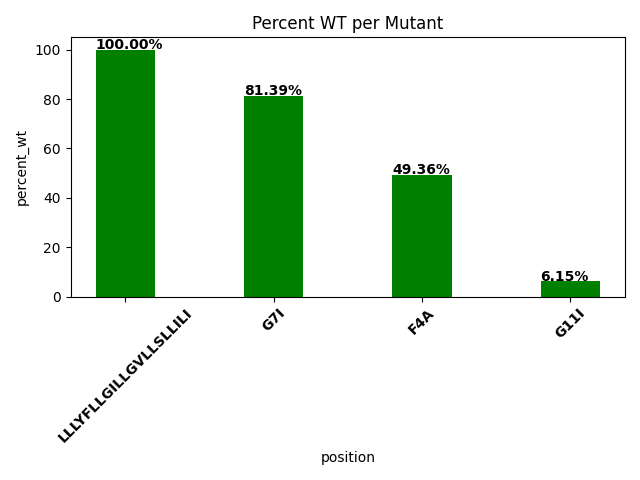 Percent WT per Mutant
percent_wt
100
80
60
40
20
0
100.00%
81.39%
49.36%
6.15%
LLLYFLLGILLGVLLSLLILI
G7I
F4A
G11I
position